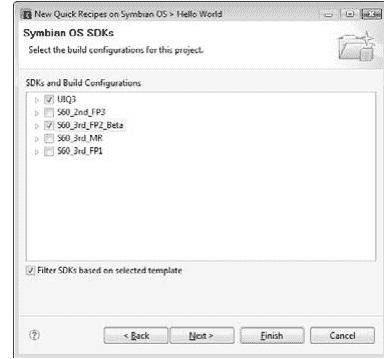 New Quick Recipes on Symbian OS > Hello World
Symbian OS SDKs
Select the build configurations for this project.
SDKs and Build Configurations
UIQ3
S60_2nd_FP3
S60_3rd_FP2_Beta
S60_3rd_MR
S60_3rd_FP1
Filter SDKs based on selected template
? < Back Next > Finish Cancel